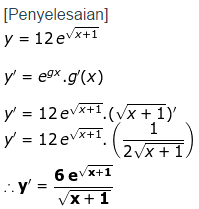 [Penyelesaian]
y = 12 e^{√(x+1)}
y' = e^{gx} . g'(x)
y' = 12 e^{√(x+1)} . (√(x+1))'
y' = 12 e^{√(x+1)} . (1 / (2√(x+1)))
∴ y' = 6 e^{√(x+1)} / √(x+1)